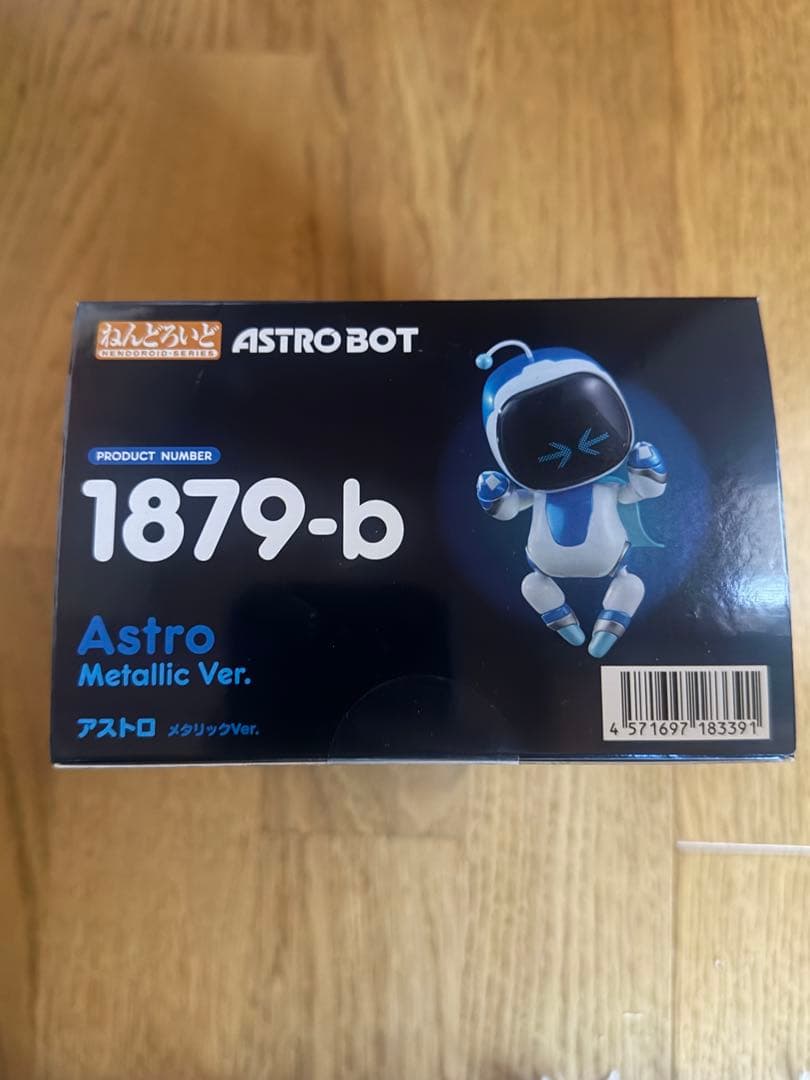 ねんどろいど
NENDOROID-SERIES
ASTRO BOT
PRODUCT NUMBER
1879-b
Astro
Metallic Ver.
アストロ メタリックVer.
4 571697 183391